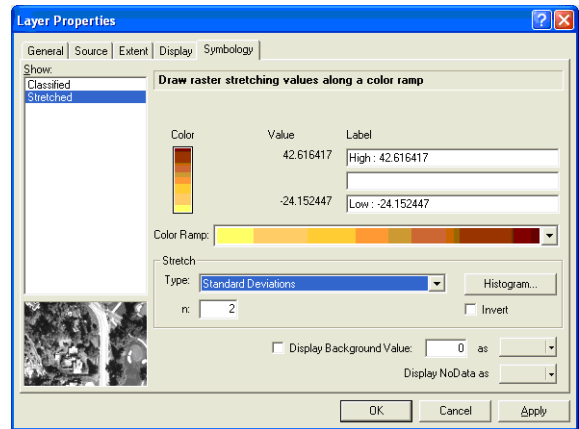 Layer Properties
General Source Extent Display Symbology
Show:
Classified
Stretched
Draw raster stretching values along a color ramp
Color Value Label
42.616417 High : 42.616417
-24.152447 Low : -24.152447
Color Ramp:
Stretch
Type: Standard Deviations Histogram...
n: 2 Invert
Display Background Value: 0 as
Display NoData as
OK Cancel Apply